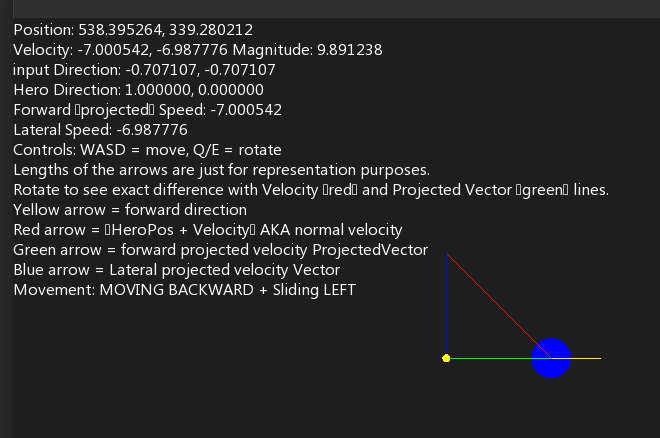 Position: 538.395264, 339.280212
Velocity: -7.000542, -6.987776 Magnitude: 9.891238
input Direction: -0.707107, -0.707107
Hero Direction: 1.000000, 0.000000
Forward ▯projected▯ Speed: -7.000542
Lateral Speed: -6.987776
Controls: WASD = move, Q/E = rotate
Lengths of the arrows are just for representation purposes.
Rotate to see exact difference with Velocity ▯red▯ and Projected Vector ▯green▯ lines.
Yellow arrow = forward direction
Red arrow = ▯HeroPos + Velocity▯ AKA normal velocity
Green arrow = forward projected velocity ProjectedVector
Blue arrow = Lateral projected velocity Vector
Movement: MOVING BACKWARD + Sliding LEFT